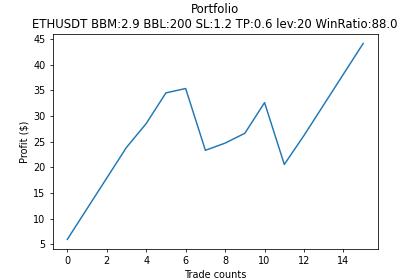 Portfolio
ETHUSDT BBM:2.9 BBL:200 SL:1.2 TP:0.6 lev:20 WinRatio:88.0
45
40
35
30
25
20
15
10
5
Profit ($)
0 2 4 6 8 10 12 14
Trade counts